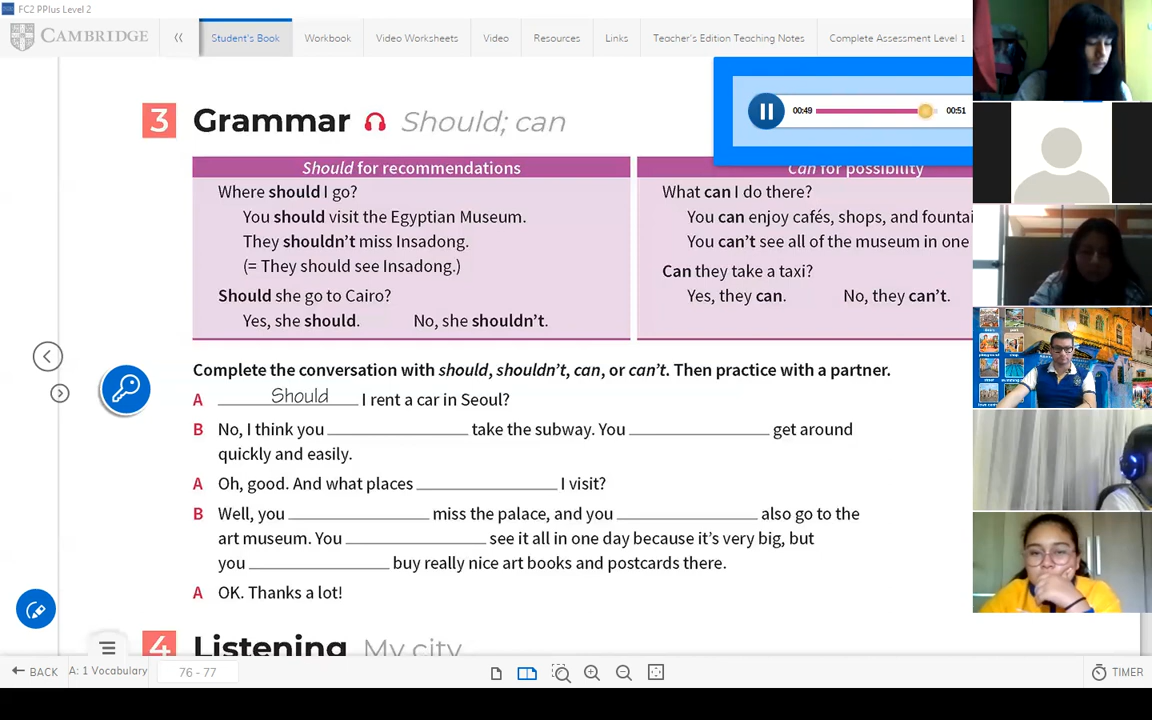 FC2 PPlus Level 2
CAMBRIDGE
Student's Book
Workbook
Video Worksheets
Video
Resources
Links
Teacher's Edition Teaching Notes
Complete Assessment Level 1
00:49
00:51
3 Grammar Should; can
Should for recommendations
Where should I go?
You should visit the Egyptian Museum.
They shouldn't miss Insadong.
(= They should see Insadong.)
Should she go to Cairo?
Yes, she should. No, she shouldn't.
Can for possibility
What can I do there?
You can enjoy cafés, shops, and
You can't see all of the museum in one
Can they take a taxi?
Yes, they can. No, they can't.
Complete the conversation with should, shouldn't, can, or can't. Then practice with a partner.
A Should I rent a car in Seoul?
B No, I think you ____________ take the subway. You ____________ get around
quickly and easily.
A Oh, good. And what places ____________ I visit?
B Well, you ____________ miss the palace, and you ____________ also go to the
art museum. You ____________ see it all in one day because it's very big, but
you ____________ buy really nice art books and postcards there.
A OK. Thanks a lot!
4 Listening My city
BACK
A: 1 Vocabulary
76 - 77
TIMER